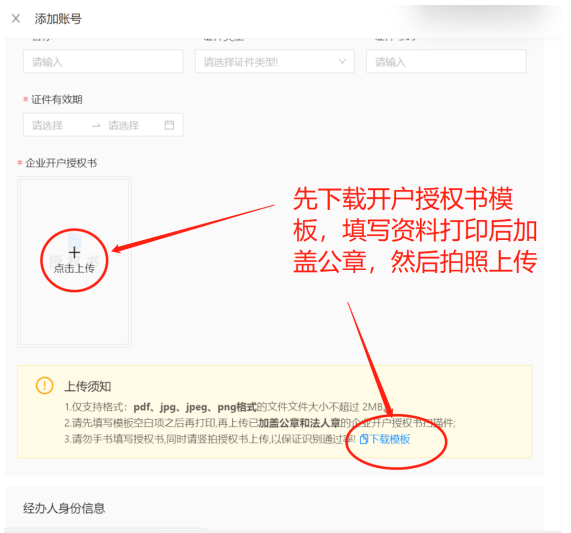 添加账号
请输入
请选择证件类型!
请输入
* 证件有效期
请选择 → 请选择
* 企业开户授权书
点击上传
先下载开户授权书模
板，填写资料打印后加
盖公章，然后拍照上传
上传须知
1.仅支持格式：pdf、jpg、jpeg、png格式的文件文件大小不超过 2MB
2.请先填写模板空白项之后再打印,再上传已加盖公章和法人章的企业开户授权书扫描件;
3.请勿手书填写授权书,同时请竖拍授权书上传,以保证识别通过率! 下载模板
经办人身份信息